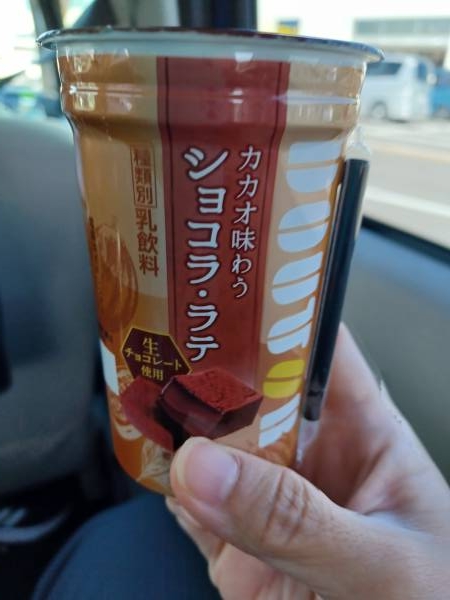 カカオ味わう
ショコラ・ラテ
種類別 乳飲料
生
チョコレート
使用
DOUTOR